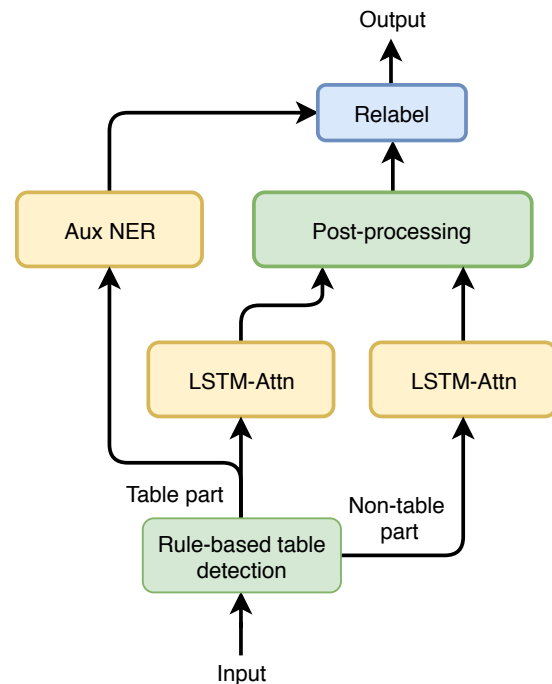 Output
Relabel
Aux NER
Post-processing
LSTM-Attn
LSTM-Attn
Table part
Non-table
part
Rule-based table
detection
Input